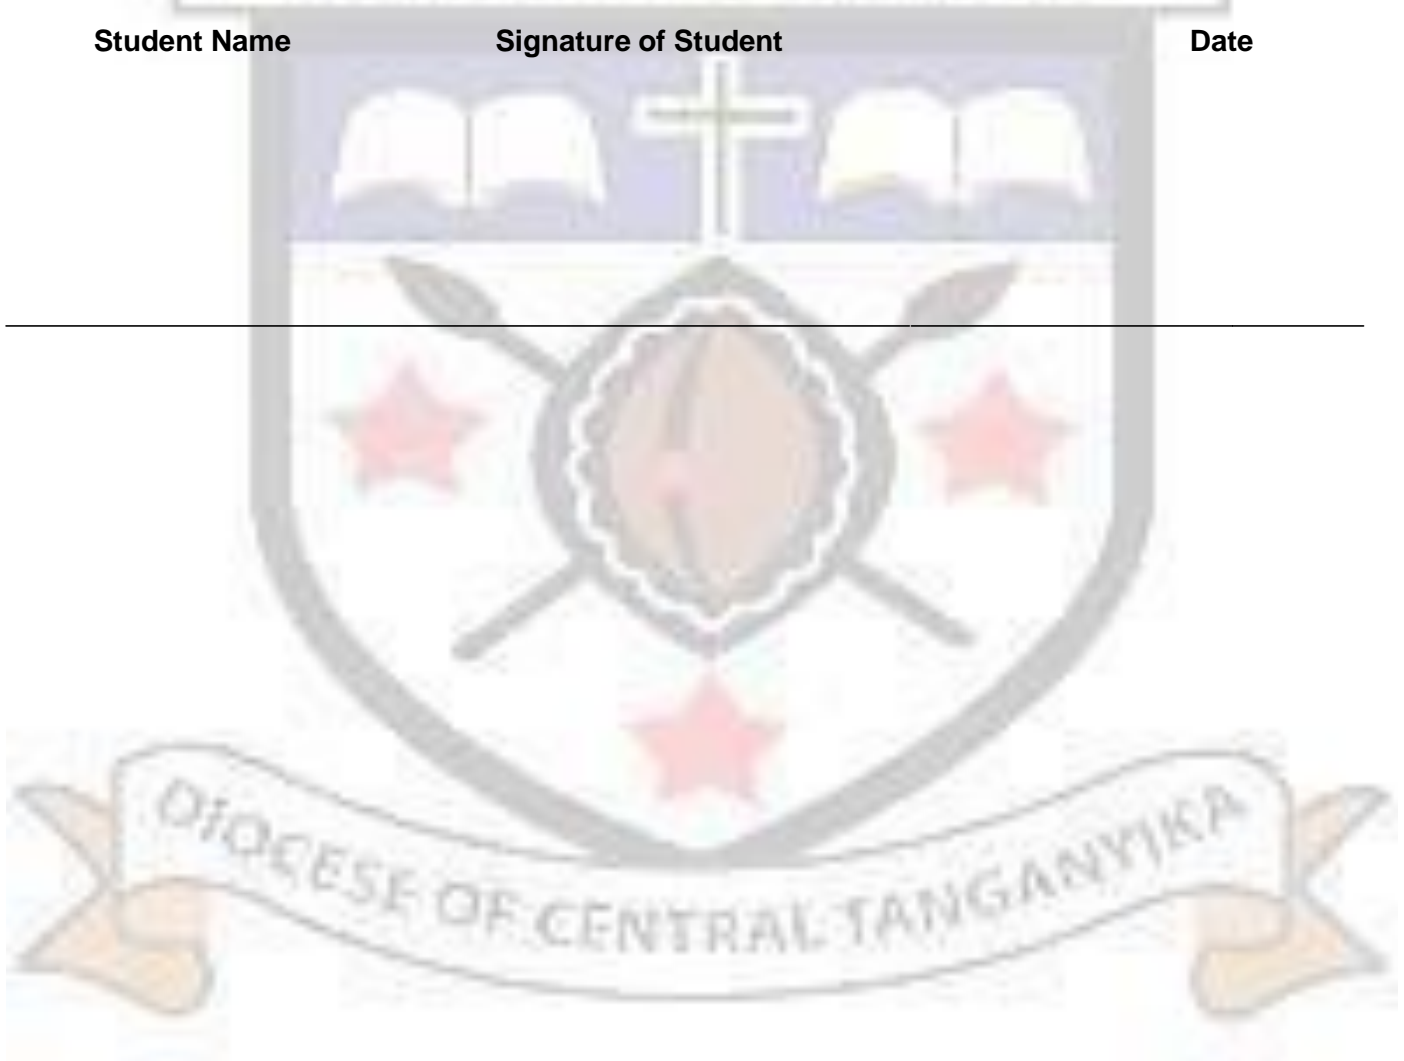 Student Name Signature of Student Date
DIOCESE OF CENTRAL TANGANYIKA